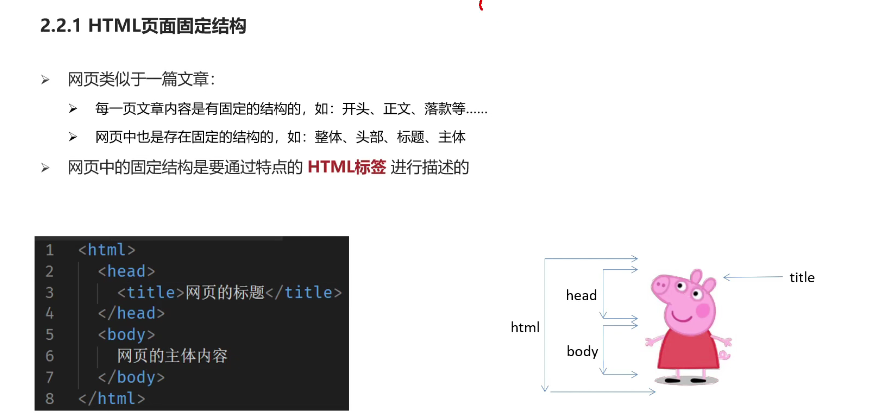 2.2.1 HTML页面固定结构
网页类似于一篇文章：
每一页文章内容是有固定的结构的，如：开头、正文、落款等......
网页中也是存在固定的结构的，如：整体、头部、标题、主体
网页中的固定结构是要通过特点的 HTML标签 进行描述的
1 <html>
2 <head>
3 <title>网页的标题</title>
4 </head>
5 <body>
6 网页的主体内容
7 </body>
8 </html>
title
head
html
body